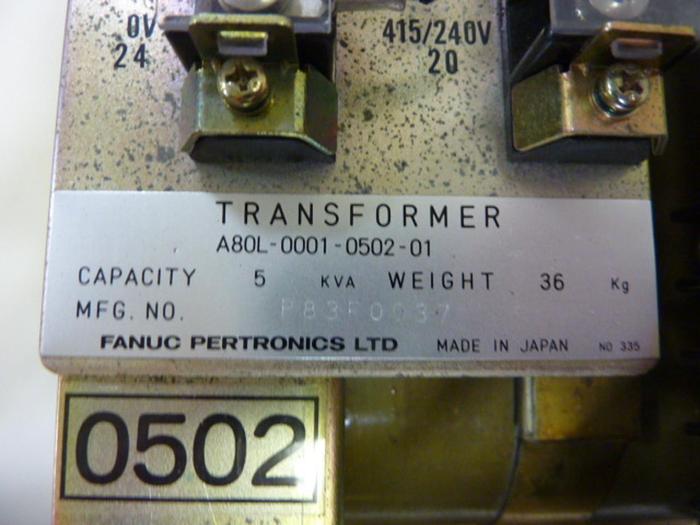 0V 415/240V
24 20
TRANSFORMER
A80L-0001-0502-01
CAPACITY 5 KVA WEIGHT 36 Kg
MFG. NO. P83F0037
FANUC PERTRONICS LTD MADE IN JAPAN NO 335
0502